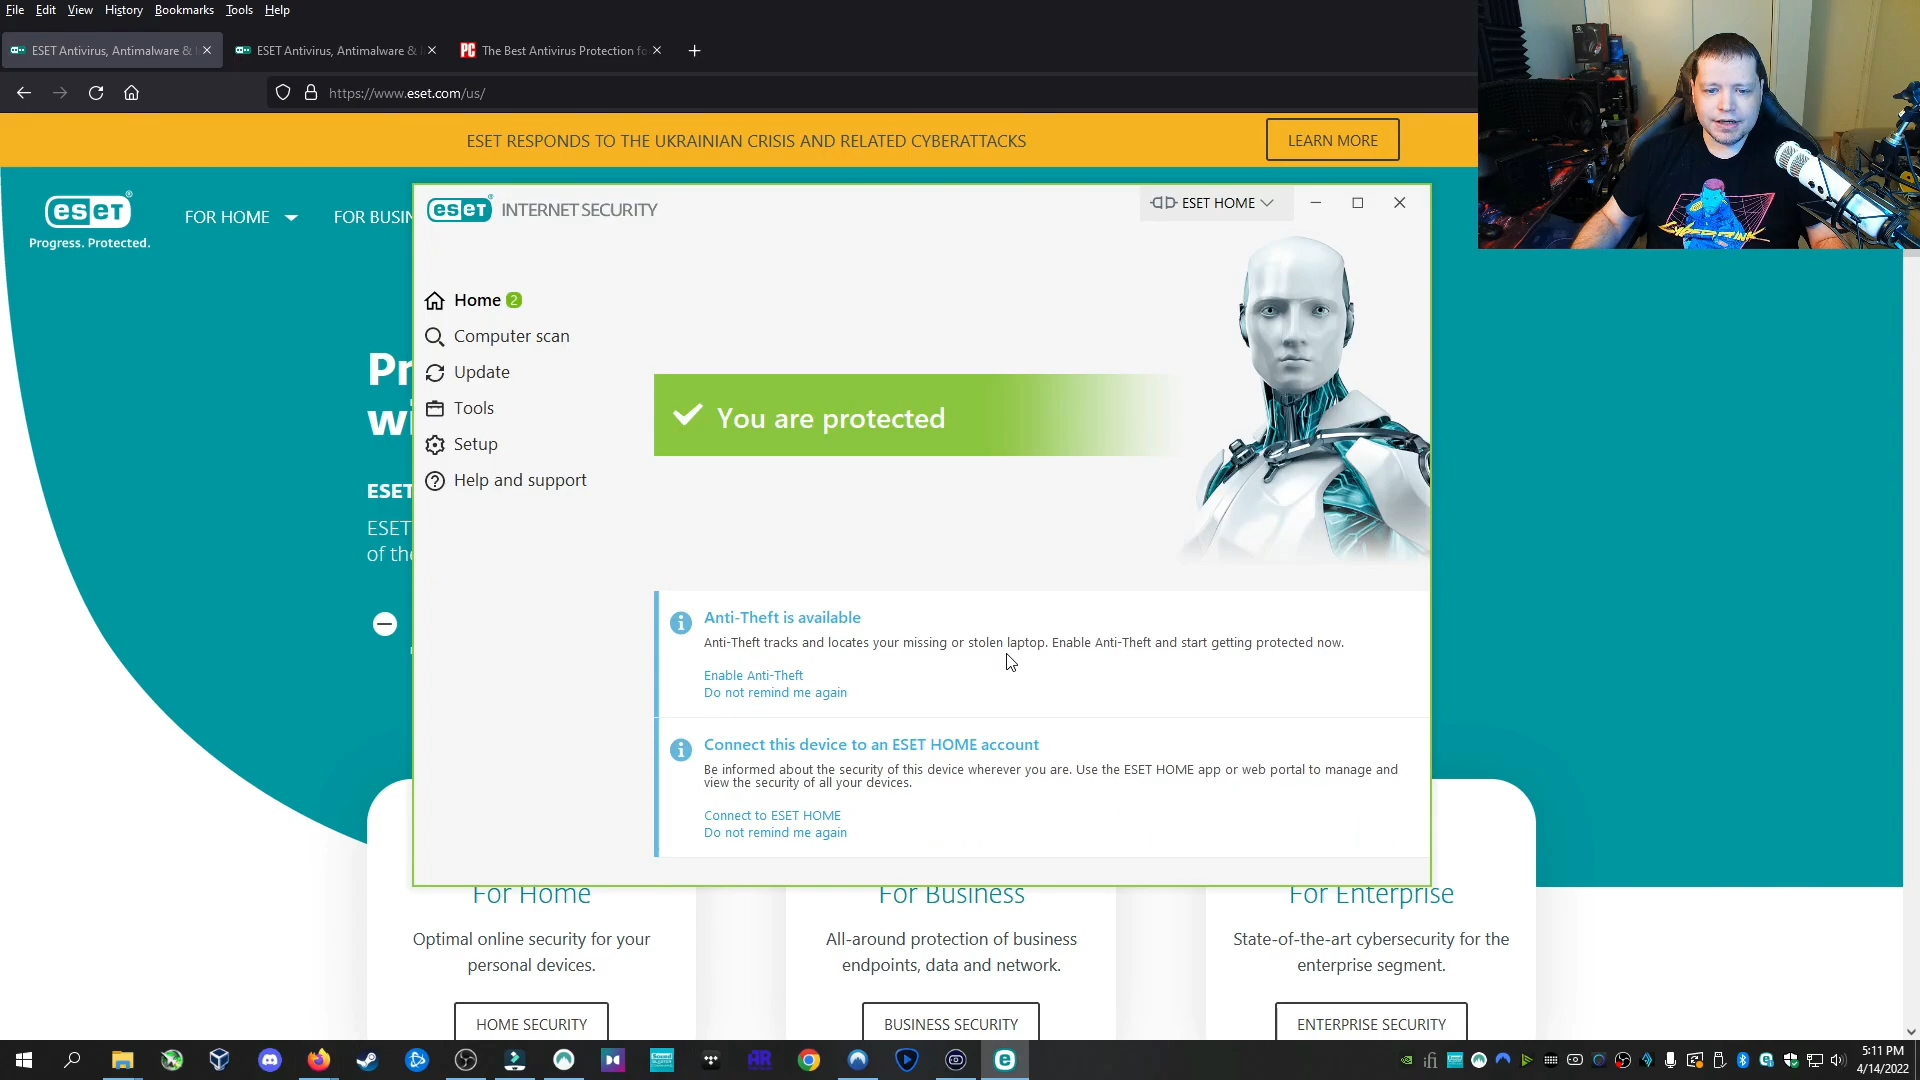 File Edit View History Bookmarks Tools Help
ESET Antivirus, Antimalware &
ESET Antivirus, Antimalware &
PC The Best Antivirus Protection fo
https://www.eset.com/us/
ESET RESPONDS TO THE UKRAINIAN CRISIS AND RELATED CYBERATTACKS
LEARN MORE
eset®
Progress. Protected.
FOR HOME
FOR BUSIN
eset® INTERNET SECURITY
ESET HOME
Home 2
Computer scan
Update
Tools
Setup
Help and support
Pr
wi
ESET
ESET
of the
You are protected
Anti-Theft is available
Anti-Theft tracks and locates your missing or stolen laptop. Enable Anti-Theft and start getting protected now.
Enable Anti-Theft
Do not remind me again
Connect this device to an ESET HOME account
Be informed about the security of this device wherever you are. Use the ESET HOME app or web portal to manage and
view the security of all your devices.
Connect to ESET HOME
Do not remind me again
For Home
Optimal online security for your
personal devices.
HOME SECURITY
For Business
All-around protection of business
endpoints, data and network.
BUSINESS SECURITY
For Enterprise
State-of-the-art cybersecurity for the
enterprise segment.
ENTERPRISE SECURITY
5:11 PM
4/14/2022